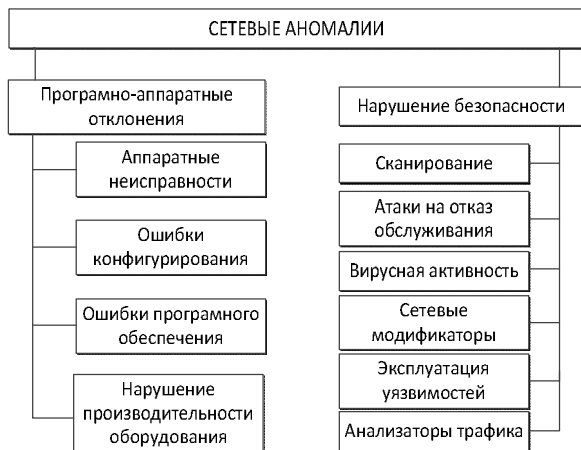 СЕТЕВЫЕ АНОМАЛИИ
Програмно-аппаратные
отклонения
Аппаратные
неисправности
Ошибки
конфигурирования
Ошибки програмного
обеспечения
Нарушение
производительности
оборудования
Нарушение безопасности
Сканирование
Атаки на отказ
обслуживания
Вирусная активность
Сетевые
модификаторы
Эксплуатация
уязвимостей
Анализаторы трафика